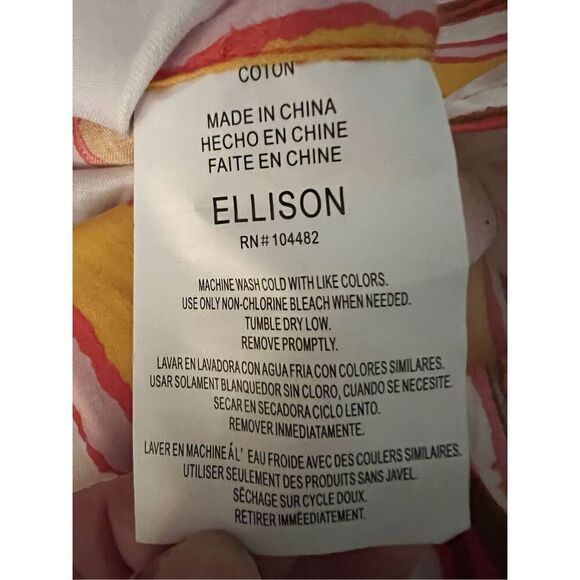 COTON
MADE IN CHINA
HECHO EN CHINE
FAITE EN CHINE
ELLISON
RN#104482
MACHINE WASH COLD WITH LIKE COLORS.
USE ONLY NON-CHLORINE BLEACH WHEN NEEDED.
TUMBLE DRY LOW.
REMOVE PROMPTLY.
LAVAR EN LAVADORA CON AGUA FRIA CON COLORES SIMILARES.
USAR SOLAMENT BLANQUEDOR SIN CLORO, CUANDO SE NECESITE.
SECAR EN SECADORA CICLO LENTO.
REMOVER INMEDIATAMENTE.
LAVER EN MACHINE Á L' EAU FROIDE AVEC DES COULERS SIMILAIRES.
UTILISER SEULEMENT DES PRODUITS SAN JAVEL.
SĚCHAGE SUR CYCLE DOUX.
RETIRER IMMÉEDIATEMENT.